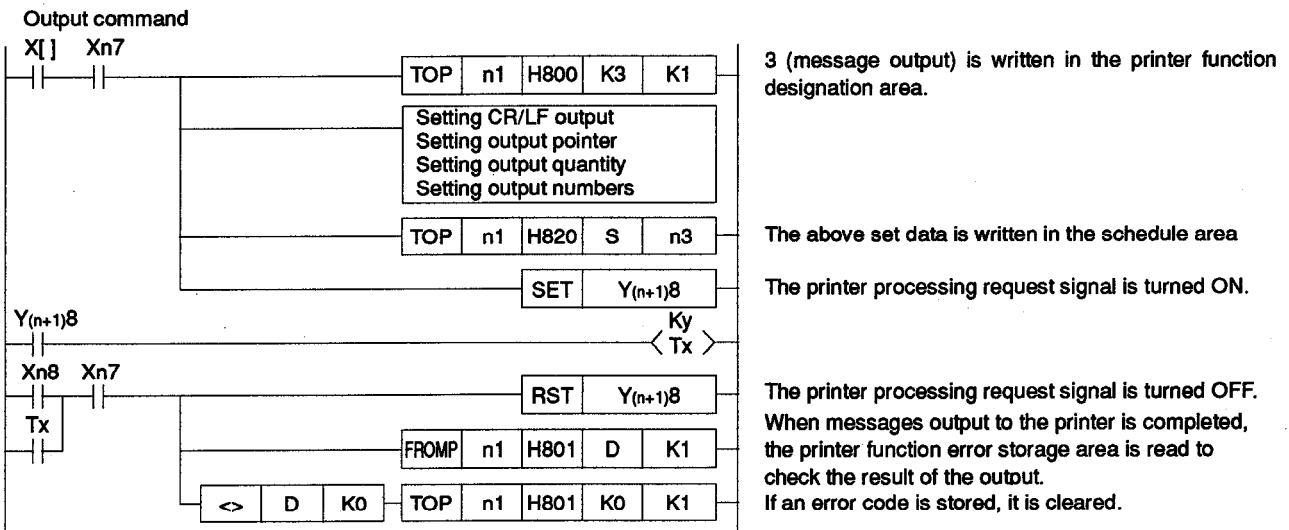 Output command
X[ ] Xn7
TOP n1 H800 K3 K1
3 (message output) is written in the printer function
designation area.
Setting CR/LF output
Setting output pointer
Setting output quantity
Setting output numbers
TOP n1 H820 S n3
The above set data is written in the schedule area
SET Y(n+1)8
The printer processing request signal is turned ON.
Y(n+1)8
Ky
Tx
Xn8 Xn7
RST Y(n+1)8
The printer processing request signal is turned OFF.
Tx
When messages output to the printer is completed,
FROMP n1 H801 D K1
the printer function error storage area is read to
check the result of the output.
<> D K0 TOP n1 H801 K0 K1
If an error code is stored, it is cleared.